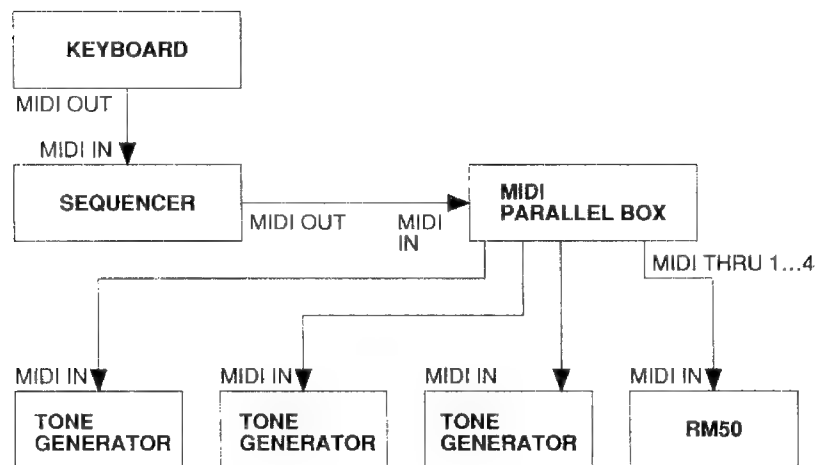 KEYBOARD
MIDI OUT
MIDI IN
SEQUENCER
MIDI OUT
MIDI
IN
MIDI
PARALLEL BOX
MIDI THRU 1...4
MIDI IN
MIDI IN
MIDI IN
MIDI IN
TONE
GENERATOR
TONE
GENERATOR
TONE
GENERATOR
RM50